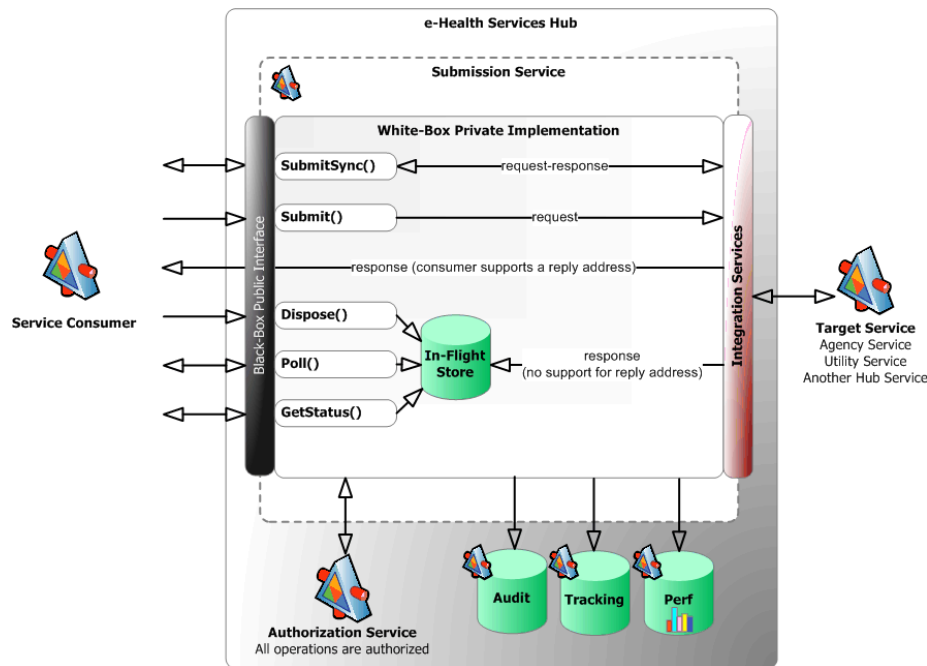 e-Health Services Hub
Submission Service
White-Box Private Implementation
SubmitSync()
request-response
Submit()
request
response (consumer supports a reply address)
Black-Box Public Interface
Integration Services
Service Consumer
Dispose()
In-Flight
Store
Poll()
response
(no support for reply address)
GetStatus()
Target Service
Agency Service
Utility Service
Another Hub Service
Authorization Service
All operations are authorized
Audit
Tracking
Perf